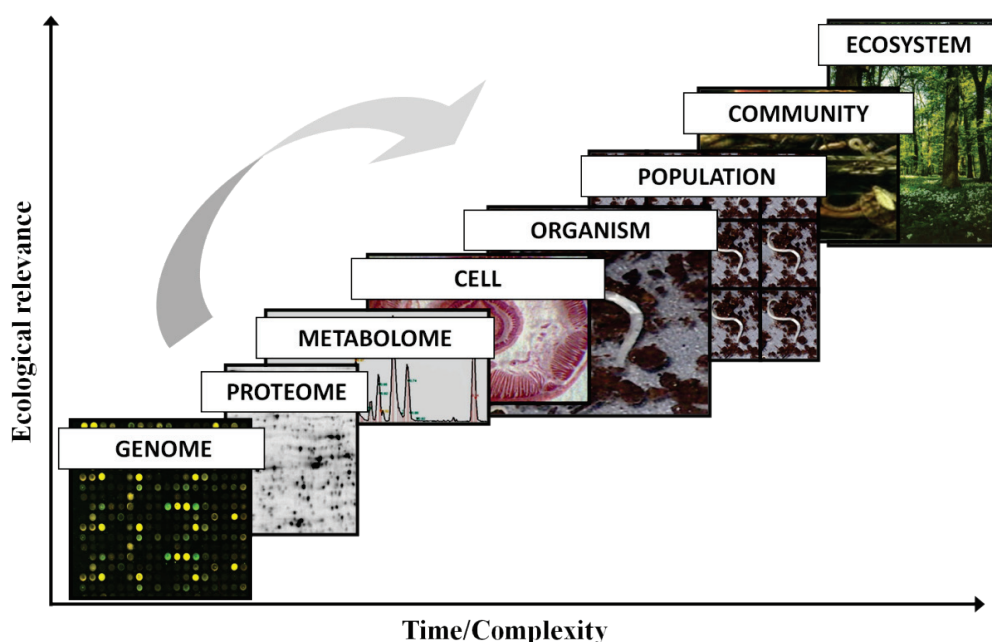 ECOSYSTEM
COMMUNITY
POPULATION
ORGANISM
CELL
METABOLOME
PROTEOME
GENOME
Ecological relevance
Time/Complexity